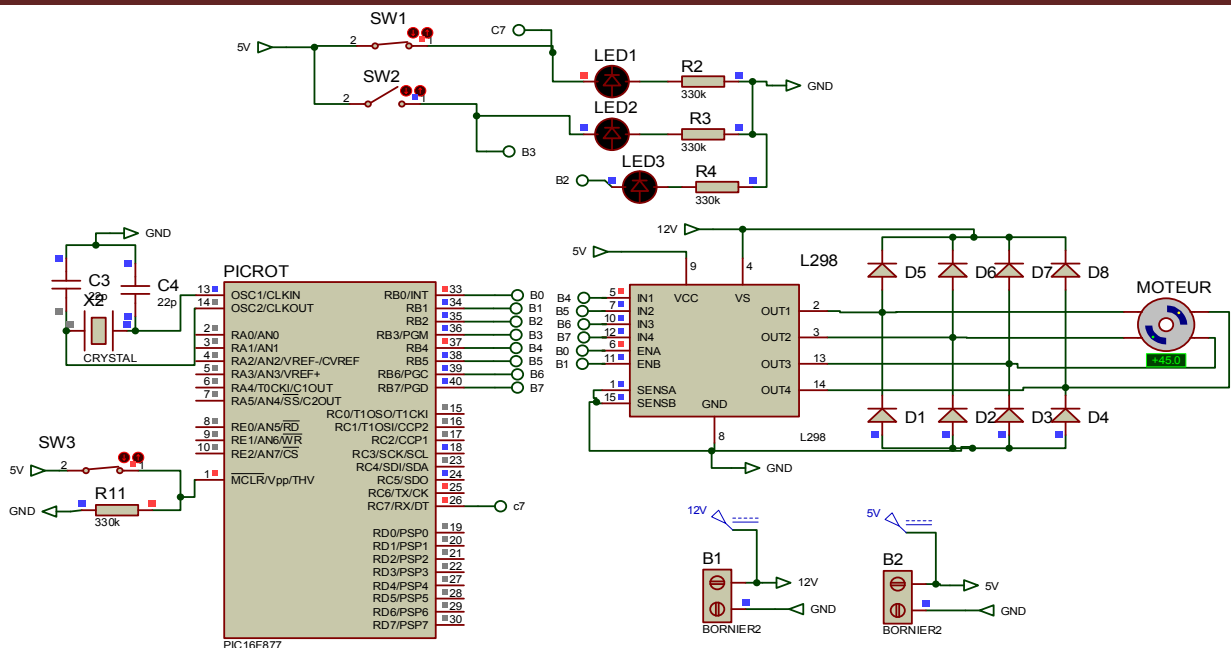 SW1
C7
5V
2
LED1
R2
330k
GND
SW2
2
LED2
R3
330k
B3
LED3
R4
330k
B2
GND
C3
22p
C4
22p
X2
CRYSTAL
PICROT
13 OSC1/CLKIN
14 OSC2/CLKOUT
2 RA0/AN0
3 RA1/AN1
4 RA2/AN2/VREF-/CVREF
5 RA3/AN3/VREF+
6 RA4/T0CKI/C1OUT
7 RA5/AN4/SS/C2OUT
8 RE0/AN5/RD
9 RE1/AN6/WR
10 RE2/AN7/CS
1 MCLR/Vpp/THV
RB0/INT 33 B0
RB1 34 B1
RB2 35 B2
RB3/PGM 36 B3
RB4 37 B4
RB5 38 B5
RB6/PGC 39 B6
RB7/PGD 40 B7
RC0/T1OSO/T1CKI 15
RC1/T1OSI/CCP2 16
RC2/CCP1 17
RC3/SCK/SCL 18
RC4/SDI/SDA 23
RC5/SDO 24
RC6/TX/CK 25
RC7/RX/DT 26 c7
RD0/PSP0 19
RD1/PSP1 20
RD2/PSP2 21
RD3/PSP3 22
RD4/PSP4 27
RD5/PSP5 28
RD6/PSP6 29
RD7/PSP7 30
PIC16F877
SW3
5V
2
R11
330k
GND
12V
5V
L298
9
4
VCC
VS
B4 5 IN1
B5 7 IN2
B6 10 IN3
B7 12 IN4
B0 6 ENA
B1 11 ENB
1 SENSA
15 SENSB
OUT1 2
OUT2 3
OUT3 13
OUT4 14
GND
8
L298
GND
D5
D6
D7
D8
D1
D2
D3
D4
MOTEUR
+45.0
12V
B1
12V
GND
BORNIER2
5V
B2
5V
GND
BORNIER2